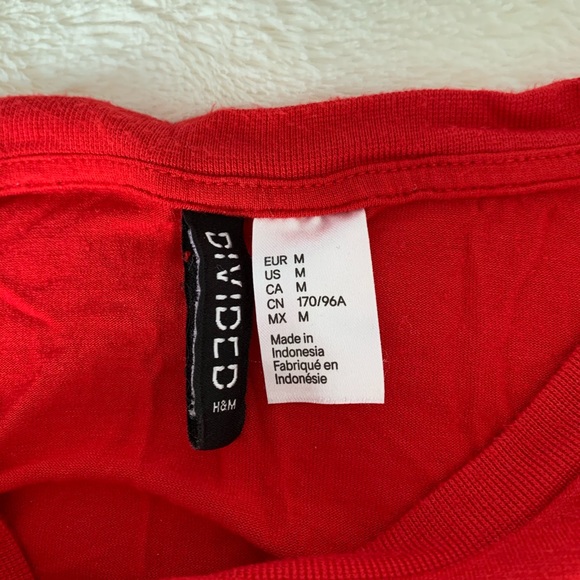 DIVIDED
H&M
EUR M
US M
CA M
CN 170/96A
MX M
Made in
Indonesia
Fabriqué en
Indonésie